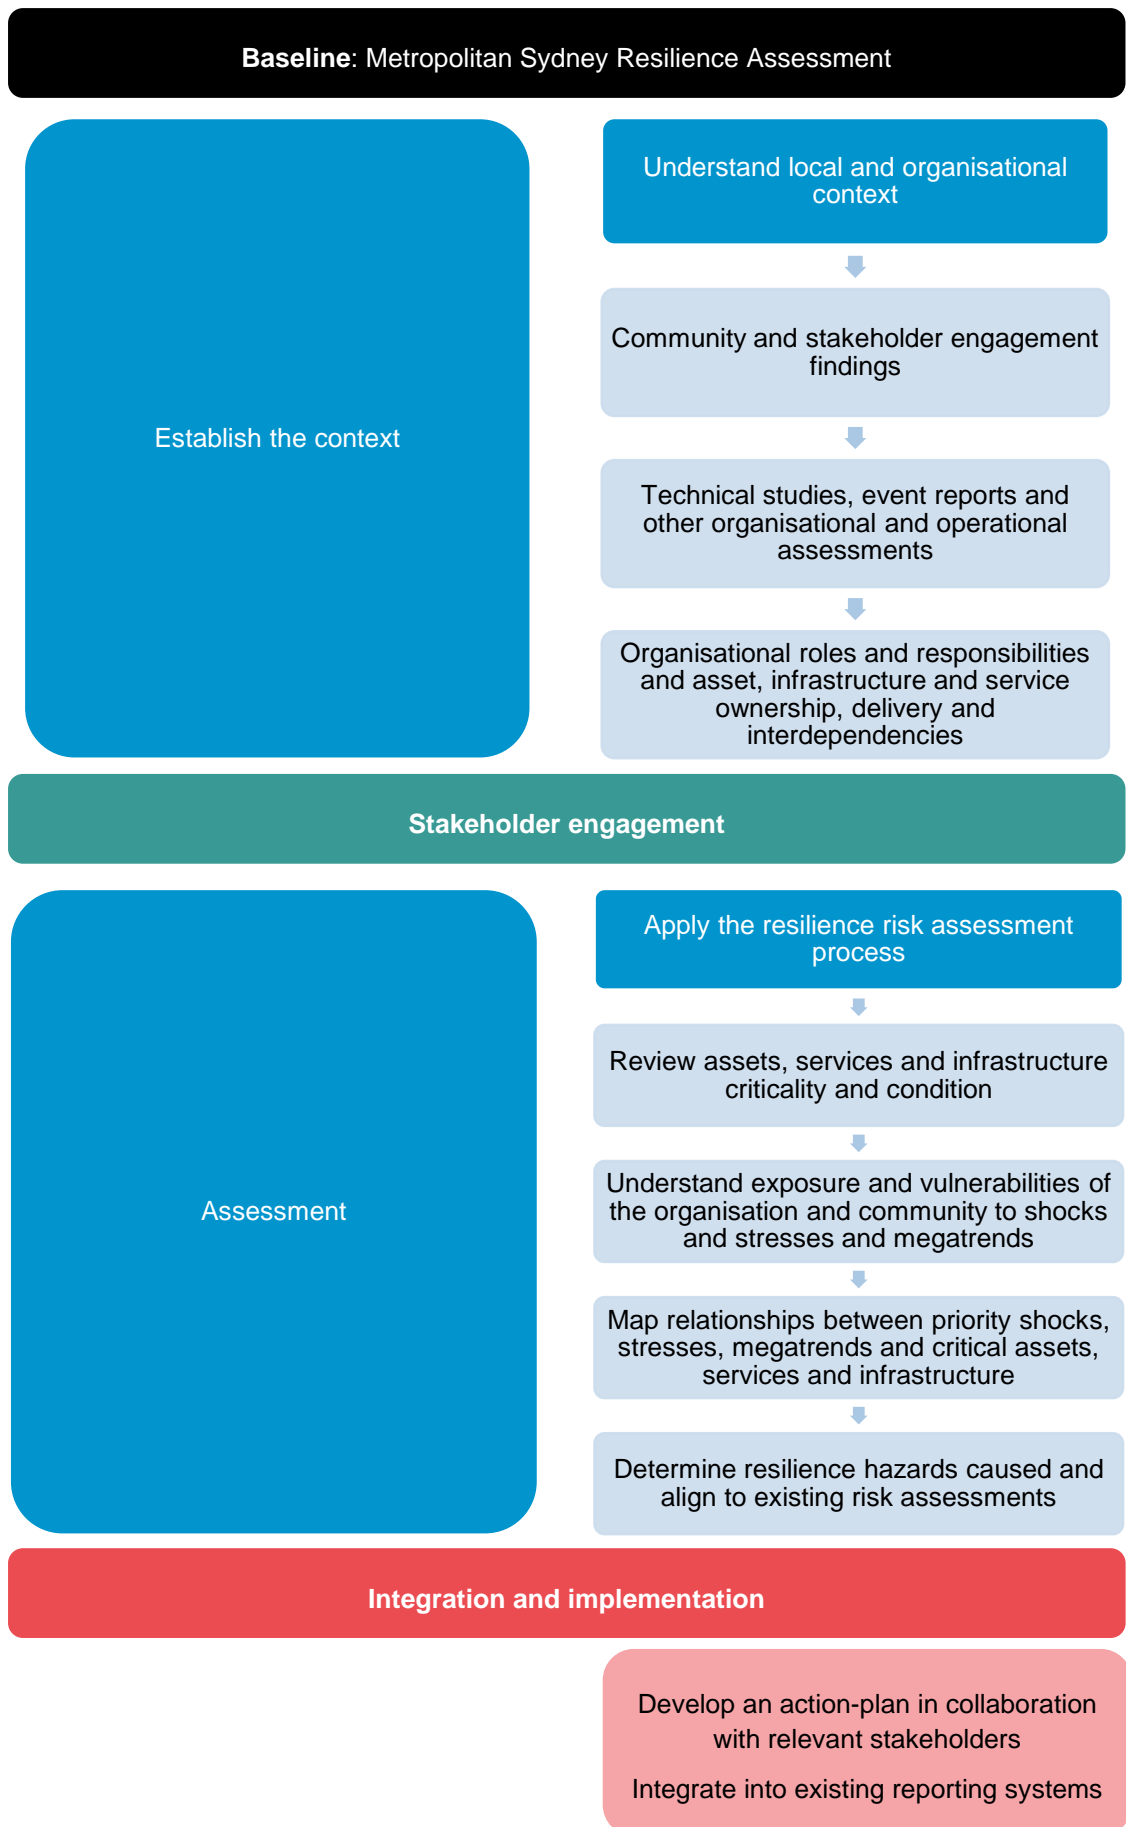 Baseline: Metropolitan Sydney Resilience Assessment
Establish the context
Understand local and organisational
context
Community and stakeholder engagement
findings
Technical studies, event reports and
other organisational and operational
assessments
Organisational roles and responsibilities
and asset, infrastructure and service
ownership, delivery and
interdependencies
Stakeholder engagement
Assessment
Apply the resilience risk assessment
process
Review assets, services and infrastructure
criticality and condition
Understand exposure and vulnerabilities of
the organisation and community to shocks
and stresses and megatrends
Map relationships between priority shocks,
stresses, megatrends and critical assets,
services and infrastructure
Determine resilience hazards caused and
align to existing risk assessments
Integration and implementation
Develop an action-plan in collaboration
with relevant stakeholders
Integrate into existing reporting systems